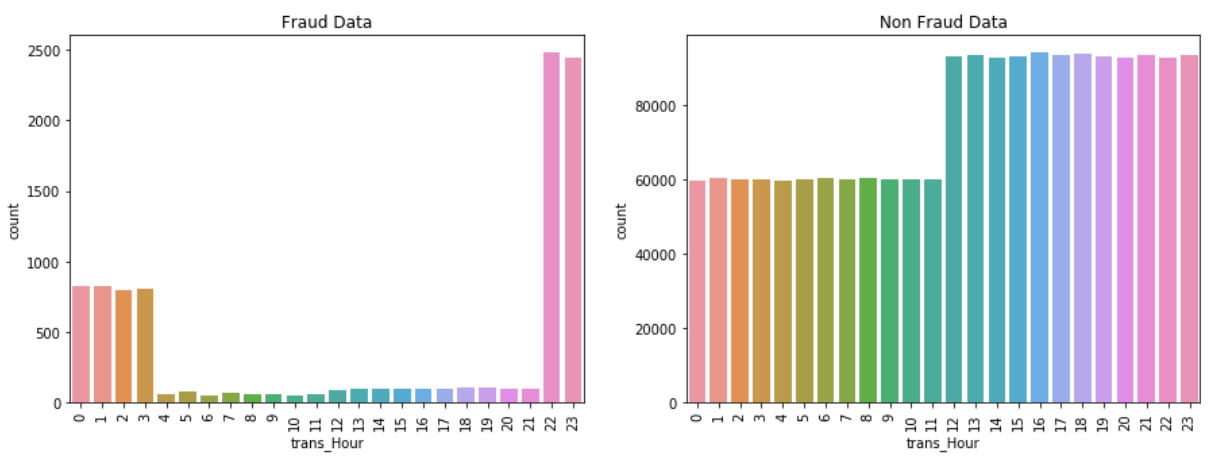 Fraud Data
2500
2000
1500
1000
500
0
count
0 1 2 3 4 5 6 7 8 9 10 11 12 13 14 15 16 17 18 19 20 21 22 23
trans_Hour
Non Fraud Data
80000
60000
40000
20000
0
count
0 1 2 3 4 5 6 7 8 9 10 11 12 13 14 15 16 17 18 19 20 21 22 23
trans_Hour